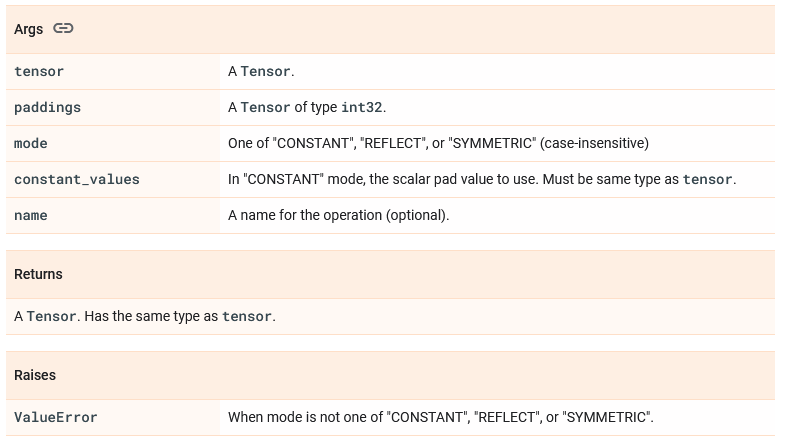 Args
tensor A Tensor.
paddings A Tensor of type int32.
mode One of "CONSTANT", "REFLECT", or "SYMMETRIC" (case-insensitive)
constant_values In "CONSTANT" mode, the scalar pad value to use. Must be same type as tensor.
name A name for the operation (optional).
Returns
A Tensor. Has the same type as tensor.
Raises
ValueError When mode is not one of "CONSTANT", "REFLECT", or "SYMMETRIC".